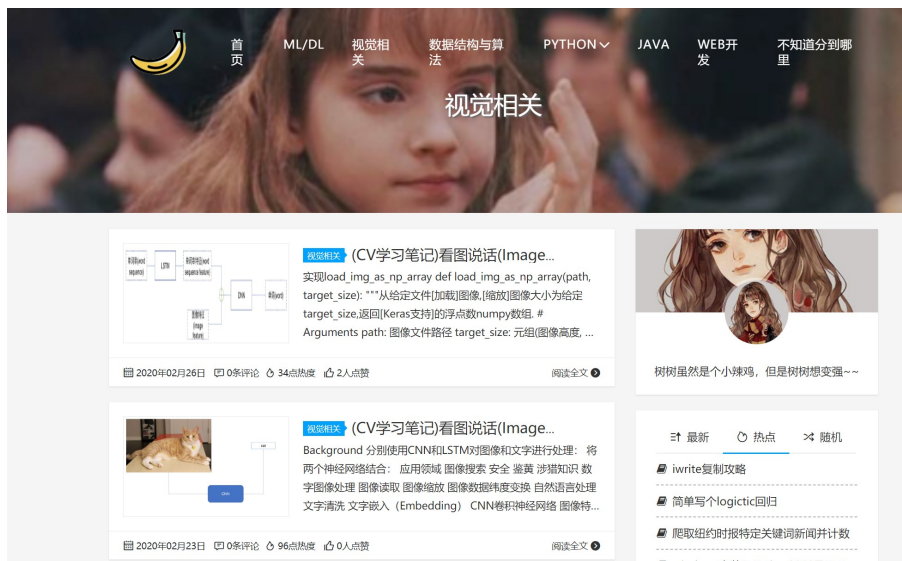 首页
ML/DL
视觉相关
数据结构与算法
PYTHON
JAVA
WEB开发
不知道分到哪里
视觉相关
视觉相关 (CV学习笔记)看图说话(Image...
实现load_img_as_np_array def load_img_as_np_array(path,
target_size): """从给定文件[加载]图像,[缩放]图像大小为给定
target_size,返回[Keras支持]的浮点数numpy数组. #
Arguments path: 图像文件路径 target_size: 元组(图像高度, ...
LSTM
2020年02月26日 0条评论 34点热度 2人点赞 阅读全文
视觉相关 (CV学习笔记)看图说话(Image...
Background 分别使用CNN和LSTM对图像和文字进行处理： 将
两个神经网络结合： 应用领域 图像搜索 安全 鉴黄 涉猎知识 数
字图像处理 图像读取 图像缩放 图像数据纬度变换 自然语言处理
文字清洗 文字嵌入（Embedding） CNN卷积神经网络 图像特...
2020年02月23日 0条评论 96点热度 0人点赞 阅读全文
树树虽然是个小辣鸡，但是树树想变强~~
最新 热点 随机
iwrite复制攻略
简单写个logictic回归
爬取纽约时报特定关键词新闻并计数